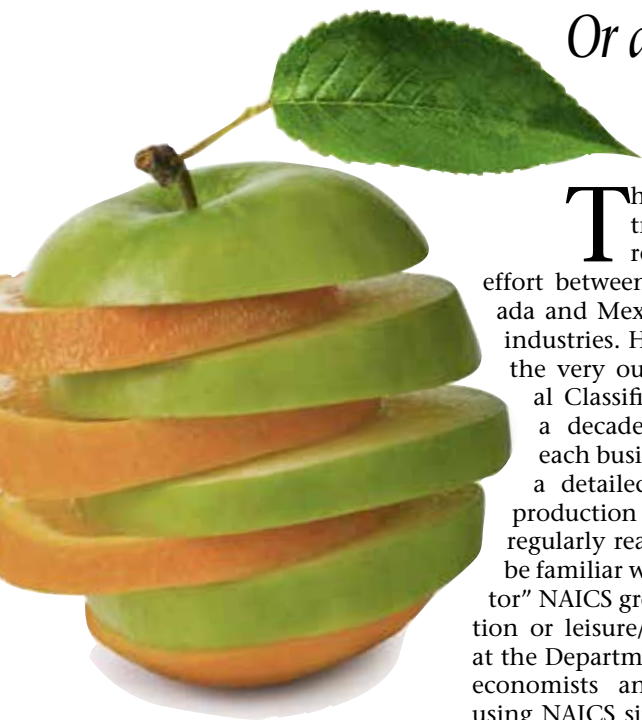 Or a
Th
tr
re
effort between
ada and Mex
industries. H
the very ou
al Classifi
a decade
each busi
a detailed
production
regularly rea
be familiar w
tor” NAICS gro
tion or leisure/
at the Departm
economists an
using NAICS si